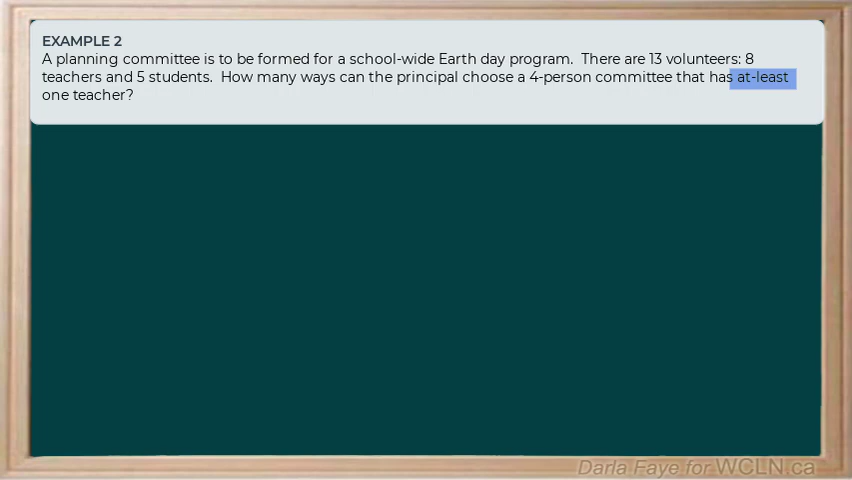 EXAMPLE 2
A planning committee is to be formed for a school-wide Earth day program.  There are 13 volunteers: 8
teachers and 5 students.  How many ways can the principal choose a 4-person committee that has at-least
one teacher?
Darla Faye for WCLN.ca